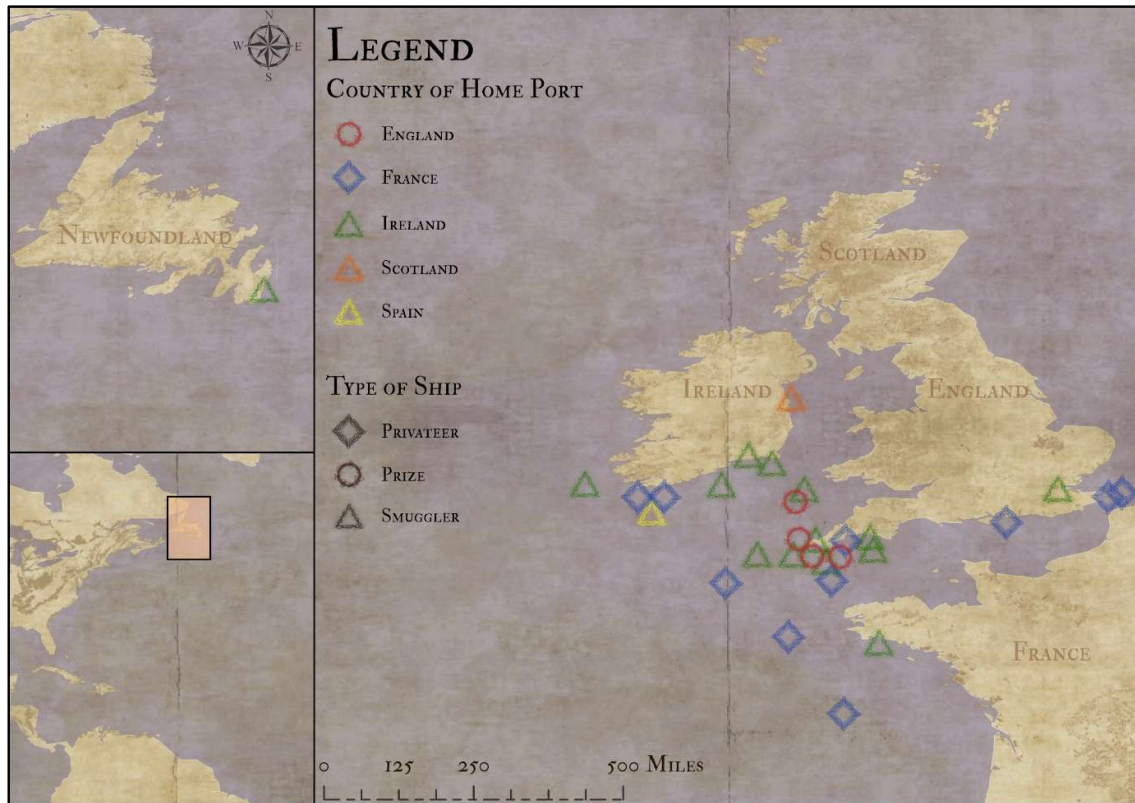 N
W E
S
Newfoundland
Legend
Country of Home Port
England
France
Ireland
Scotland
Spain
Type of Ship
Privateer
Prize
Smuggler
0 125 250 500 Miles
Scotland
Ireland
England
France